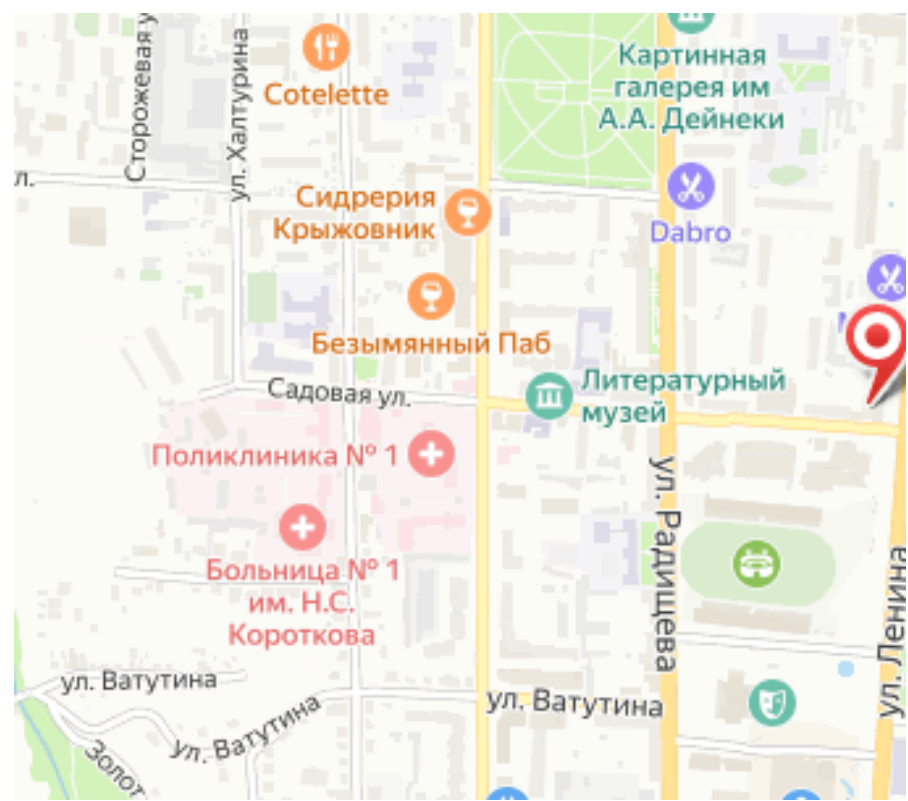 Сторожевая у
ул. Халтурина
Cotelette
Картинная
галерея им
А.А. Дейнеки
л.
Сидрерия
Крыжовник
Dabro
Безымянный Паб
Садовая ул.
Литературный
музей
Поликлиника № 1
ул. Радищева
Больница № 1
им. Н.С.
Короткова
ул. Ленина
ул. Ватутина
ул. Ватутина
ул. Ватутина
Золот